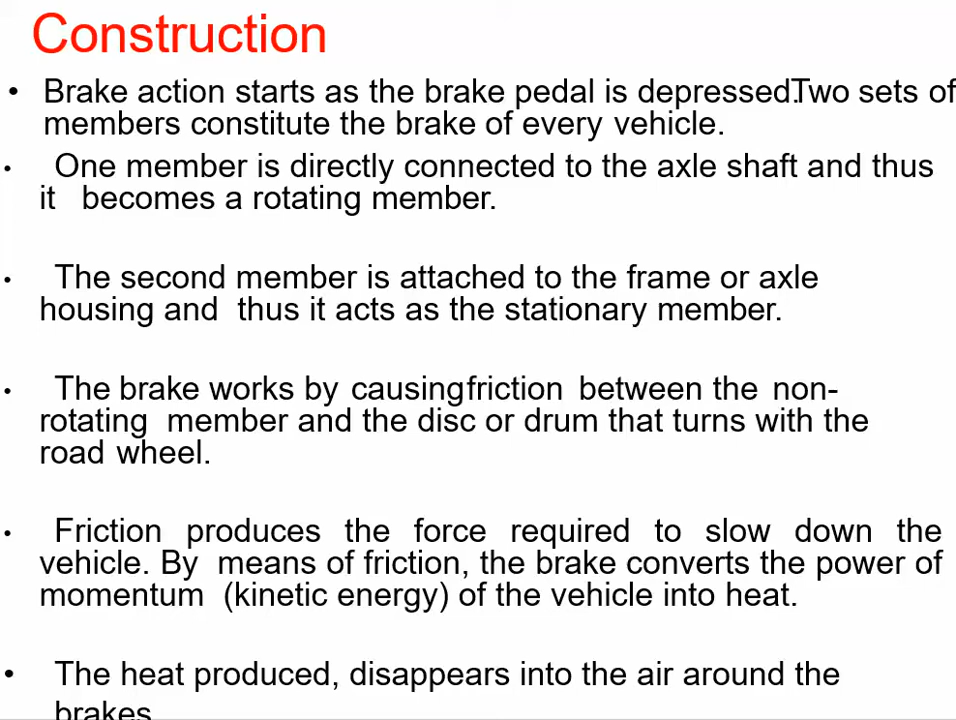 Construction
• Brake action starts as the brake pedal is depressed.Two sets of
members constitute the brake of every vehicle.
• One member is directly connected to the axle shaft and thus
it becomes a rotating member.
• The second member is attached to the frame or axle
housing and thus it acts as the stationary member.
• The brake works by causing friction between the non-
rotating member and the disc or drum that turns with the
road wheel.
• Friction produces the force required to slow down the
vehicle. By means of friction, the brake converts the power of
momentum (kinetic energy) of the vehicle into heat.
• The heat produced, disappears into the air around the
brakes